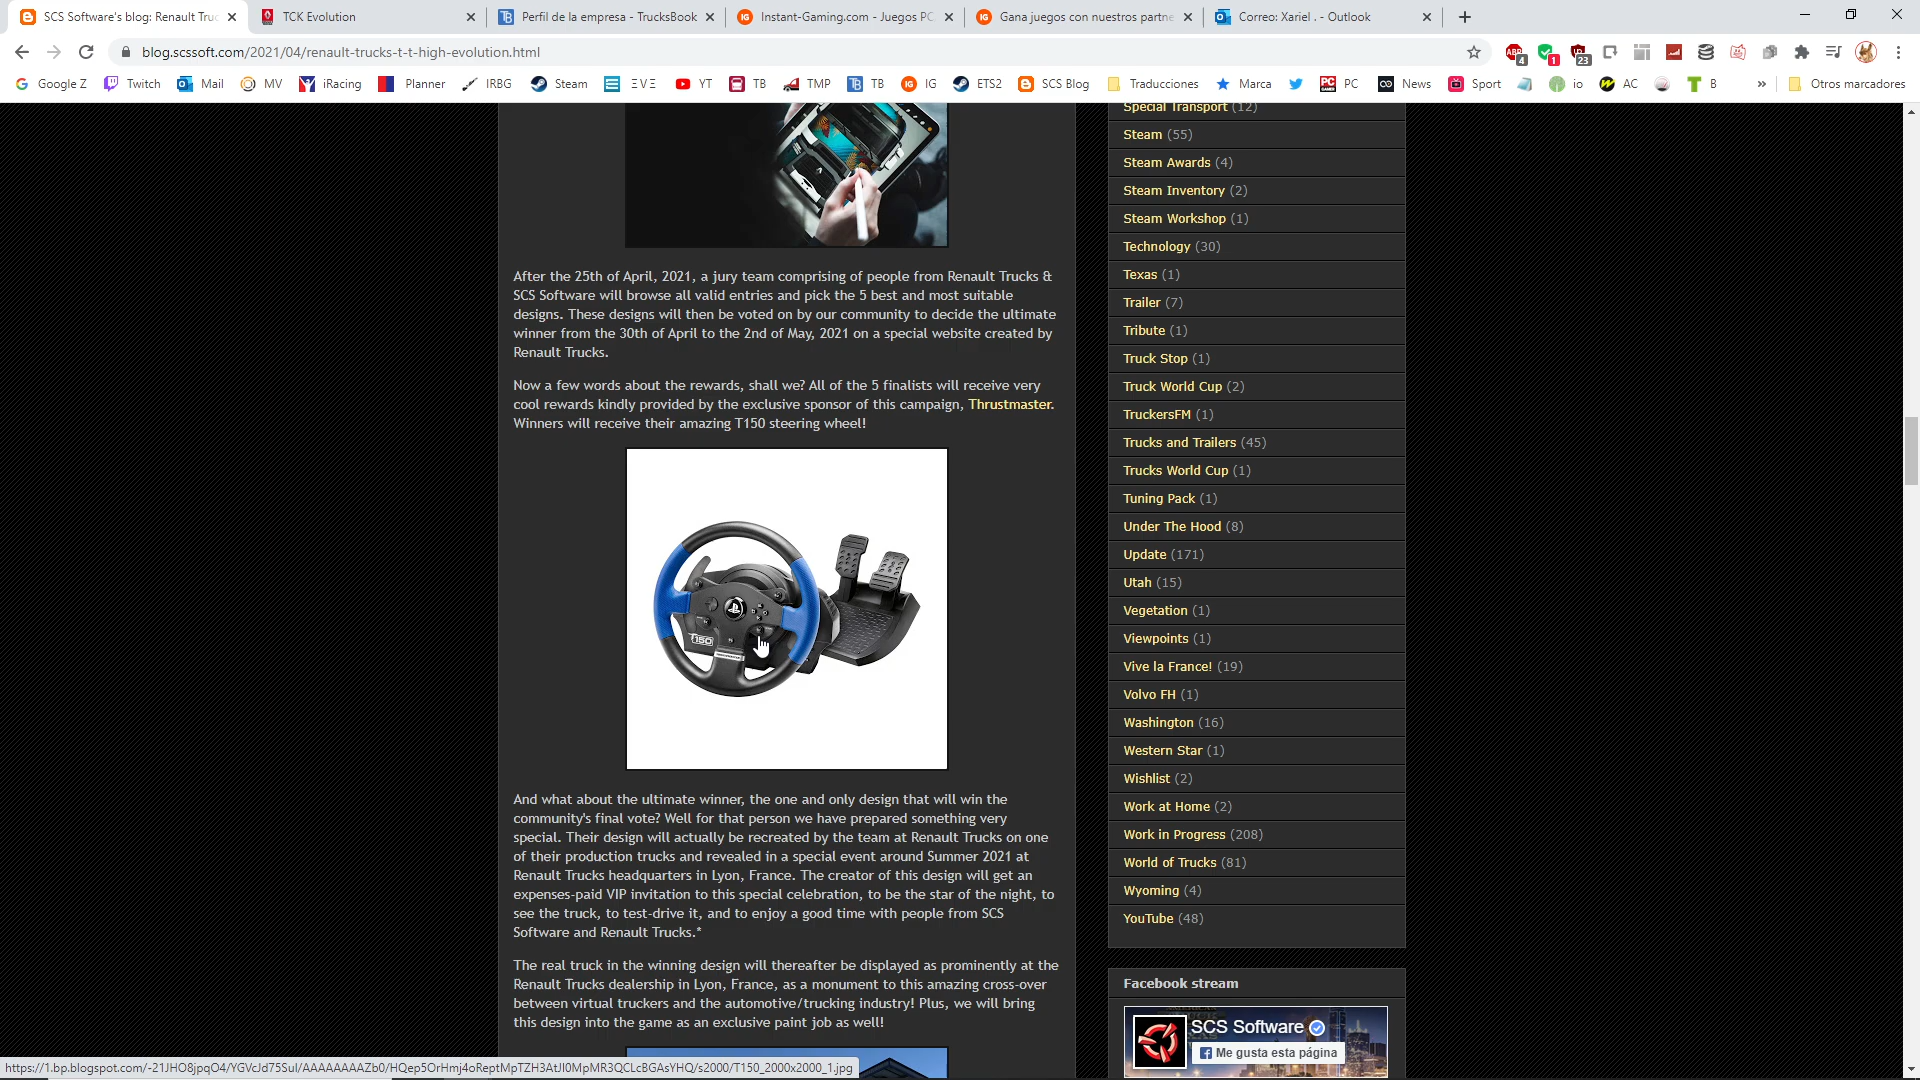 SCS Software's blog: Renault Truc
TCK Evolution
Perfil de la empresa - TrucksBook
Instant-Gaming.com - Juegos PC
Gana juegos con nuestros partne
Correo: Xariel . - Outlook
blog.scssoft.com/2021/04/renault-trucks-t-t-high-evolution.html
4
1
23
Google Z
Twitch
Mail
MV
iRacing
Planner
IRBG
Steam
EVE
YT
TB
TMP
TB
IG
ETS2
SCS Blog
Traducciones
Marca
PC
News
Sport
io
AC
B
»
Otros marcadores
After the 25th of April, 2021, a jury team comprising of people from Renault Trucks &
SCS Software will browse all valid entries and pick the 5 best and most suitable
designs. These designs will then be voted on by our community to decide the ultimate
winner from the 30th of April to the 2nd of May, 2021 on a special website created by
Renault Trucks.
Now a few words about the rewards, shall we? All of the 5 finalists will receive very
cool rewards kindly provided by the exclusive sponsor of this campaign, Thrustmaster.
Winners will receive their amazing T150 steering wheel!
T150
And what about the ultimate winner, the one and only design that will win the
community's final vote? Well for that person we have prepared something very
special. Their design will actually be recreated by the team at Renault Trucks on one
of their production trucks and revealed in a special event around Summer 2021 at
Renault Trucks headquarters in Lyon, France. The creator of this design will get an
expenses-paid VIP invitation to this special celebration, to be the star of the night, to
see the truck, to test-drive it, and to enjoy a good time with people from SCS
Software and Renault Trucks.*
The real truck in the winning design will thereafter be displayed as prominently at the
Renault Trucks dealership in Lyon, France, as a monument to this amazing cross-over
between virtual truckers and the automotive/trucking industry! Plus, we will bring
this design into the game as an exclusive paint job as well!
Special Transport (12)
Steam (55)
Steam Awards (4)
Steam Inventory (2)
Steam Workshop (1)
Technology (30)
Texas (1)
Trailer (7)
Tribute (1)
Truck Stop (1)
Truck World Cup (2)
TruckersFM (1)
Trucks and Trailers (45)
Trucks World Cup (1)
Tuning Pack (1)
Under The Hood (8)
Update (171)
Utah (15)
Vegetation (1)
Viewpoints (1)
Vive la France! (19)
Volvo FH (1)
Washington (16)
Western Star (1)
Wishlist (2)
Work at Home (2)
Work in Progress (208)
World of Trucks (81)
Wyoming (4)
YouTube (48)
Facebook stream
SCS Software
Me gusta esta página